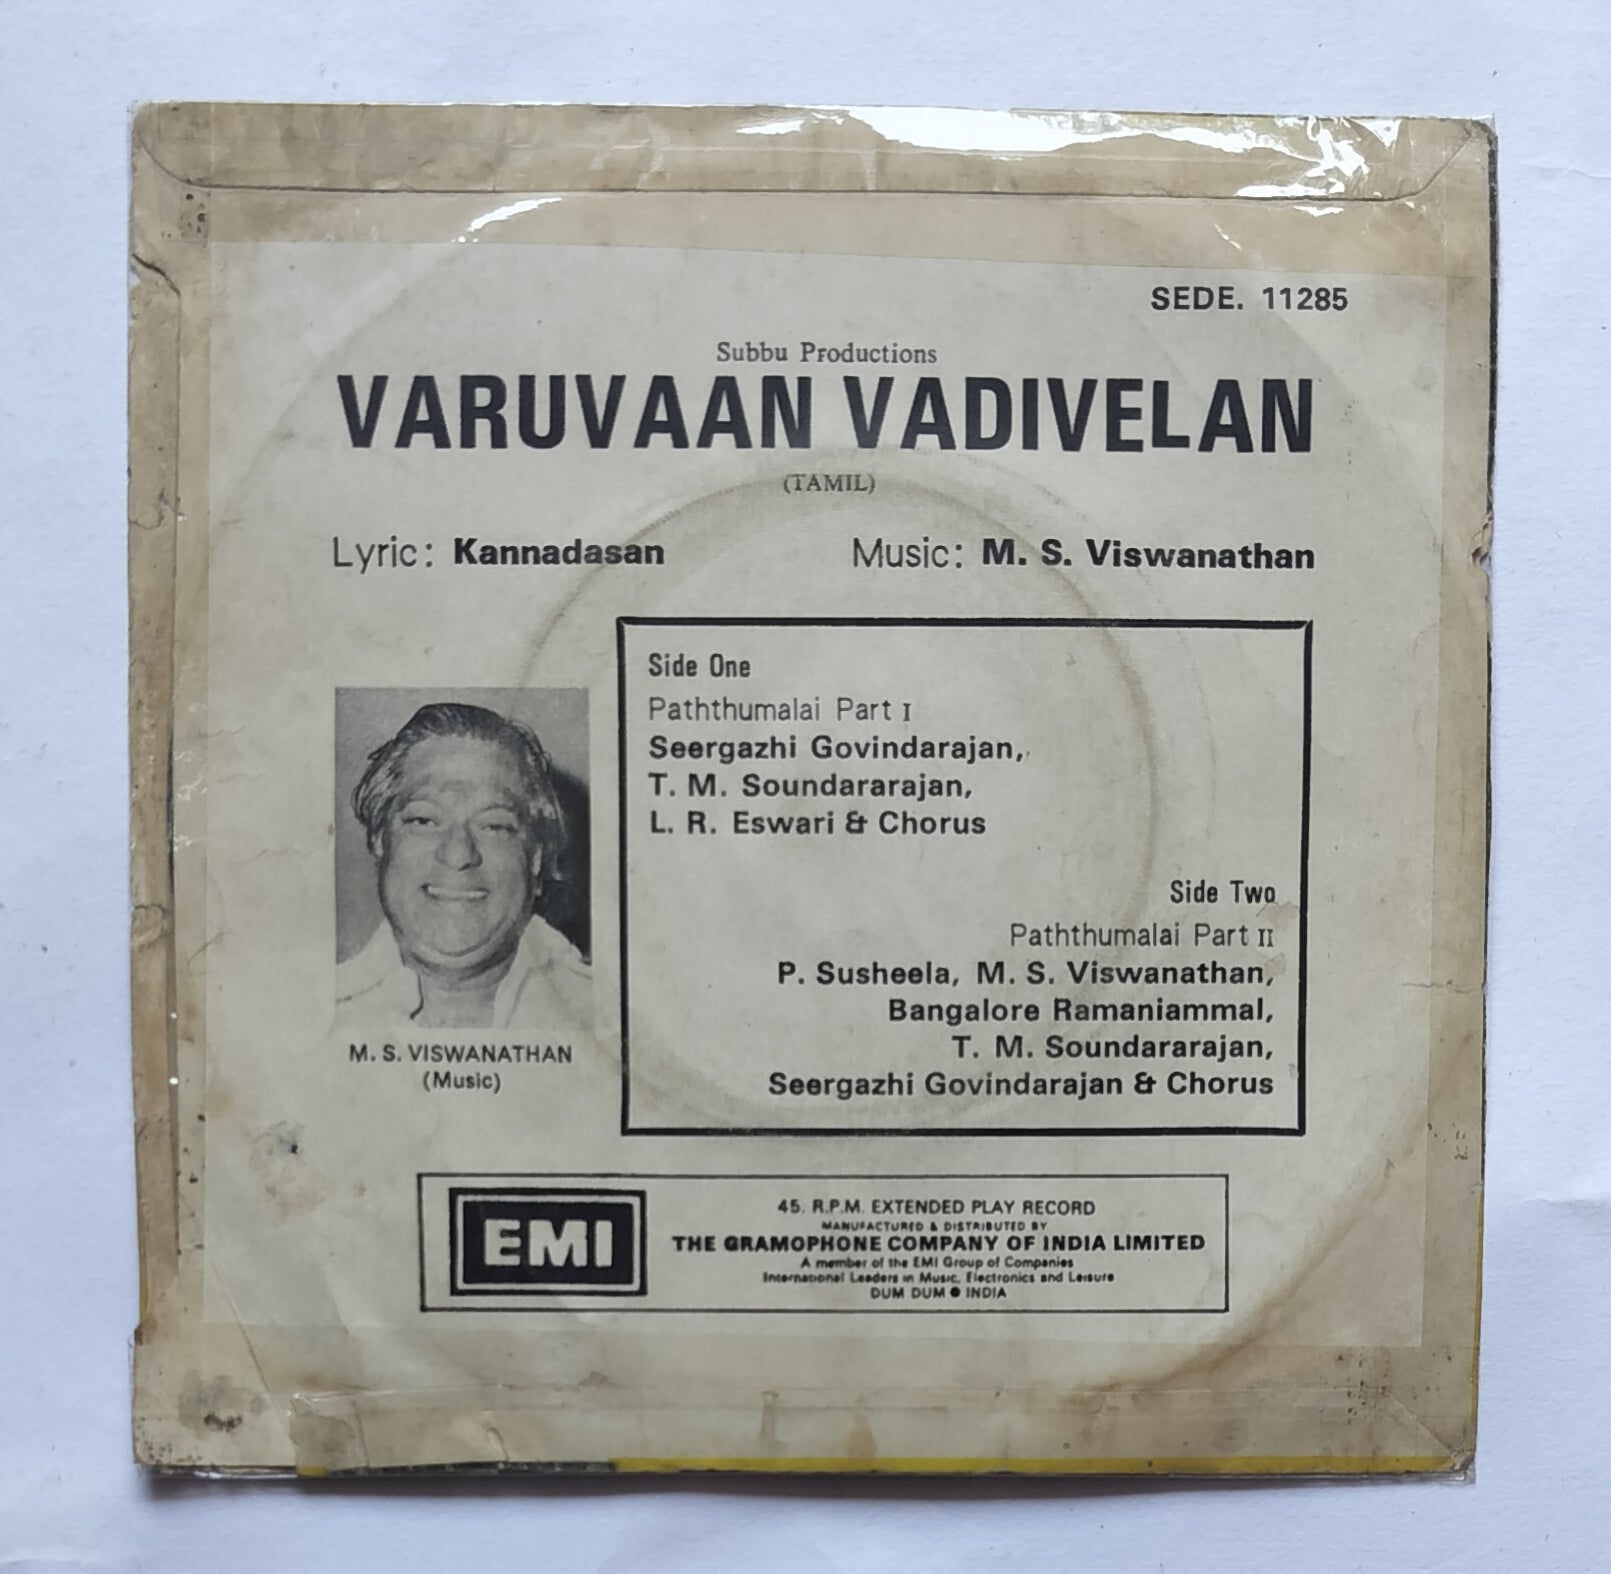 SEDE. 11285
Subbu Productions
VARUVAAN VADIVELAN
(TAMIL)
Lyric: Kannadasan
Music: M. S. Viswanathan
Side One
Paththumalai Part I
Seergazhi Govindarajan,
T. M. Soundararajan,
L. R. Eswari & Chorus
Side Two
Paththumalai Part II
P. Susheela, M. S. Viswanathan,
Bangalore Ramaniammal,
T. M. Soundararajan,
Seergazhi Govindarajan & Chorus
M. S. VISWANATHAN
(Music)
EMI
45. R.P.M. EXTENDED PLAY RECORD
MANUFACTURED & DISTRIBUTED BY
THE GRAMOPHONE COMPANY OF INDIA LIMITED
A member of the EMI Group of Companies
International Leaders in Music, Electronics and Leisure
DUM DUM ● INDIA